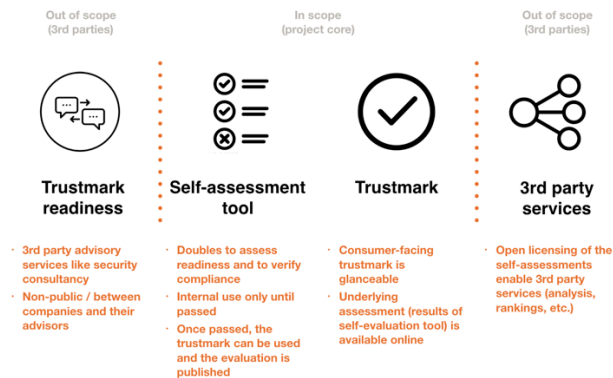 Out of scope
(3rd parties)
In scope
(project core)
Out of scope
(3rd parties)
Trustmark
readiness
Self-assessment
tool
Trustmark
3rd party
services
· 3rd party advisory
services like security
consultancy
· Non-public / between
companies and their
advisors
· Doubles to assess
readiness and to verify
compliance
· Internal use only until
passed
· Once passed, the
trustmark can be used
and the evaluation is
published
· Consumer-facing
trustmark is
glanceable
· Underlying
assessment (results of
self-evaluation tool) is
available online
· Open licensing of the
self-assessments
enable 3rd party
services (analysis,
rankings, etc.)